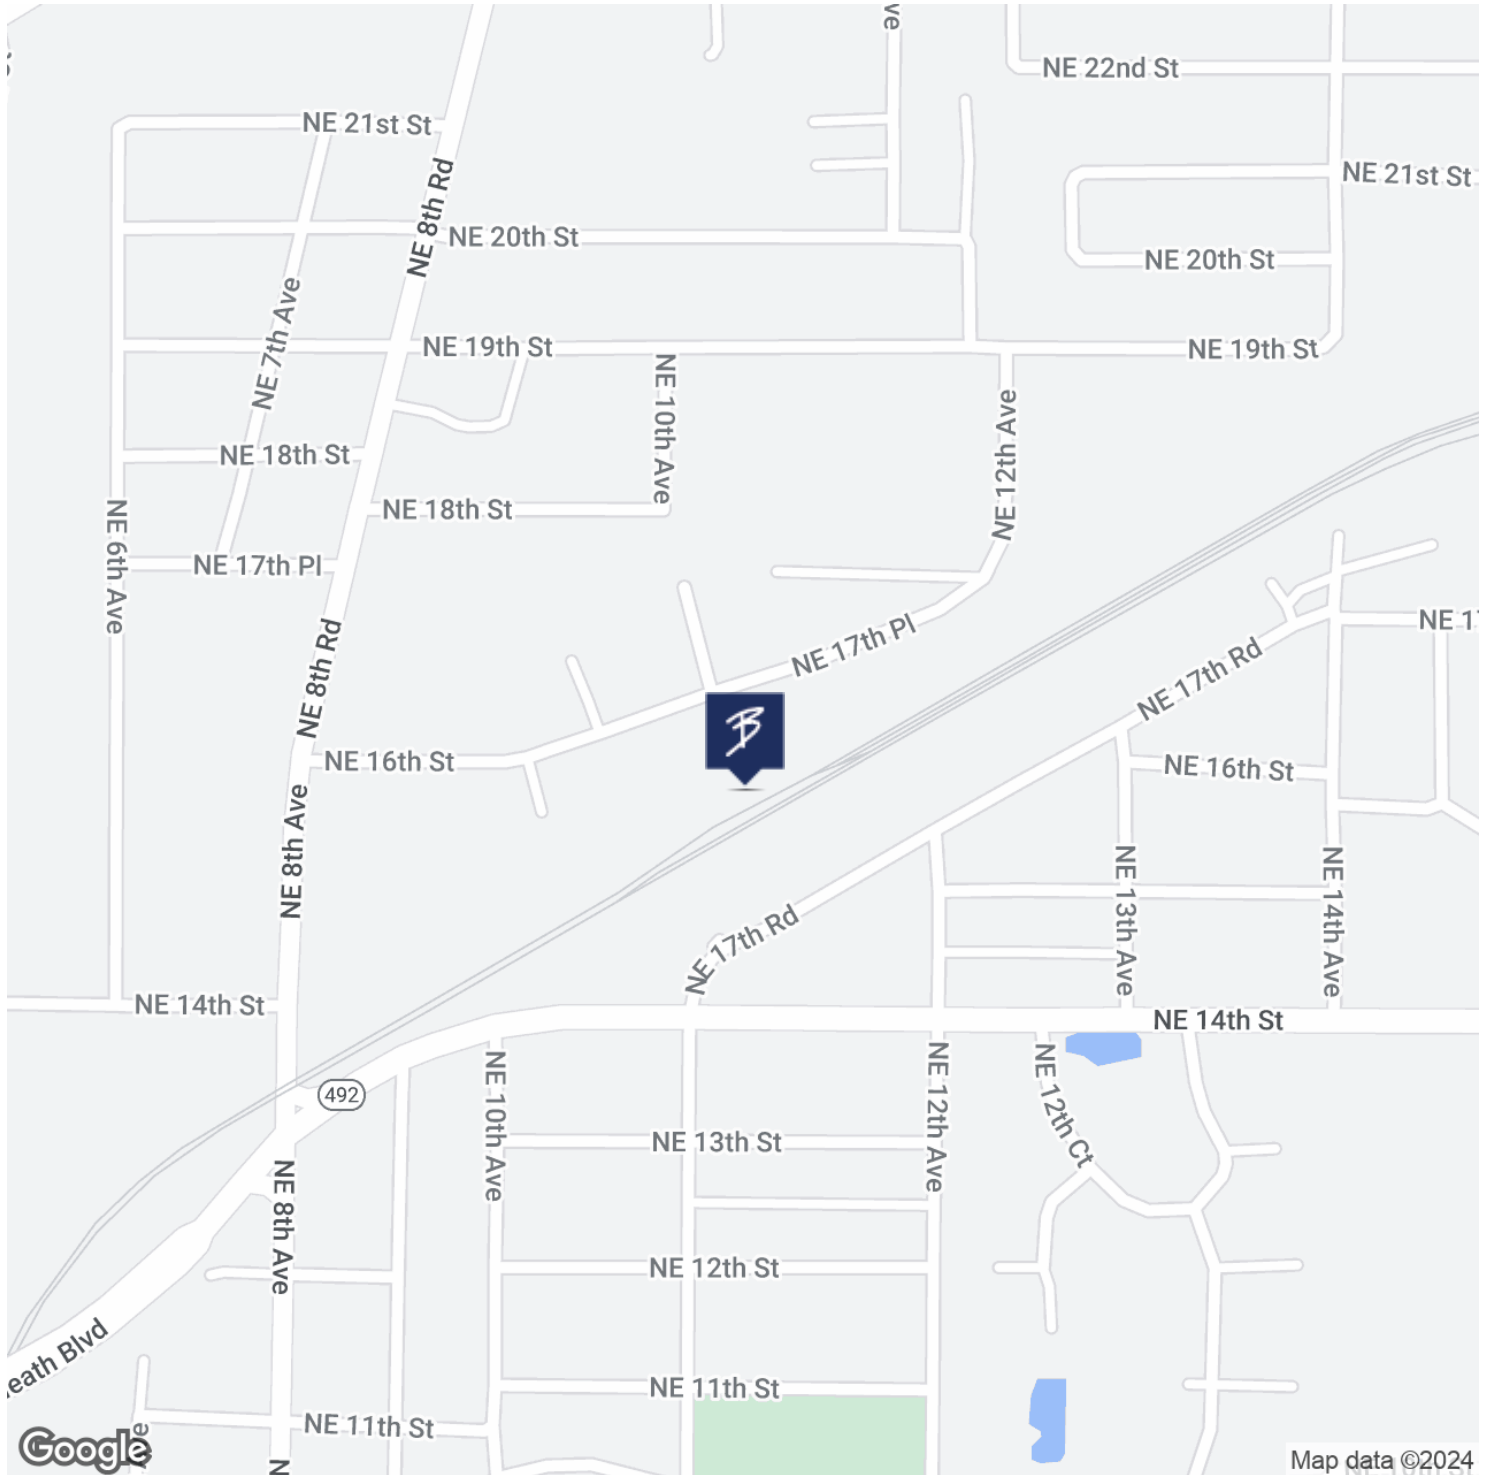 ve
NE 22nd St
NE 21st St
NE 8th Rd
NE 21st St
NE 20th St
NE 20th St
NE 7th Ave
NE 19th St
NE 19th St
NE 10th Ave
NE 12th Ave
NE 18th St
NE 18th St
NE 6th Ave
NE 17th Pl
NE 8th Rd
NE 17th Pl
NE 1
NE 17th Rd
B
NE 16th St
NE 16th St
NE 8th Ave
NE 13th Ave
NE 14th Ave
NE 17th Rd
NE 14th St
NE 14th St
492
NE 10th Ave
NE 12th Ave
NE 12th Ct
NE 13th St
NE 8th Ave
NE 12th St
eath Blvd
NE 11th St
NE 11th St
Google
N
Map data ©2024